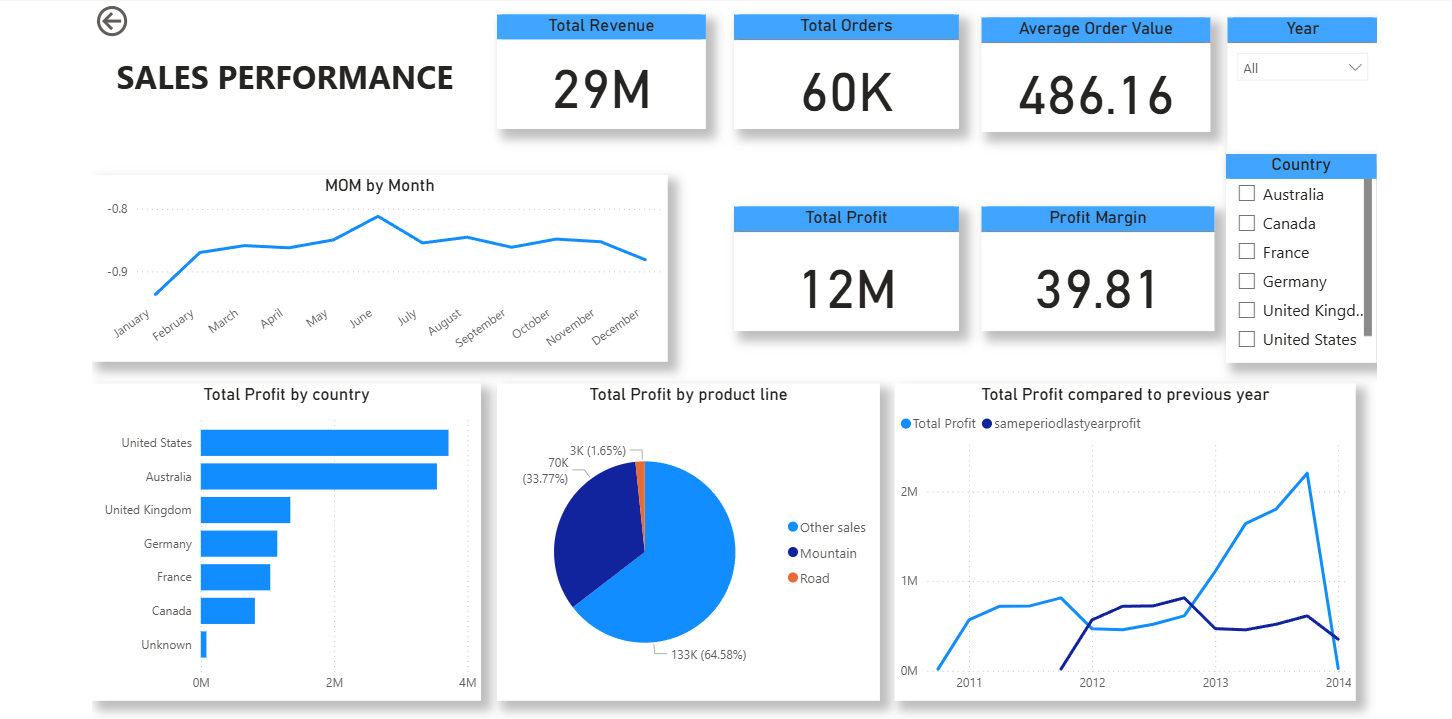 SALES PERFORMANCE
Total Revenue
29M
Total Orders
60K
Average Order Value
486.16
Year
All
Country
Australia
Canada
France
Germany
United Kingd..
United States
MOM by Month
-0.8
-0.9
January
February
March
April
May
June
July
August
September
October
November
December
Total Profit
12M
Profit Margin
39.81
Total Profit by country
United States
Australia
United Kingdom
Germany
France
Canada
Unknown
0M
2M
4M
Total Profit by product line
3K (1.65%)
70K
(33.77%)
133K (64.58%)
Other sales
Mountain
Road
Total Profit compared to previous year
Total Profit
sameperiodlastyearprofit
2M
1M
0M
2011
2012
2013
2014